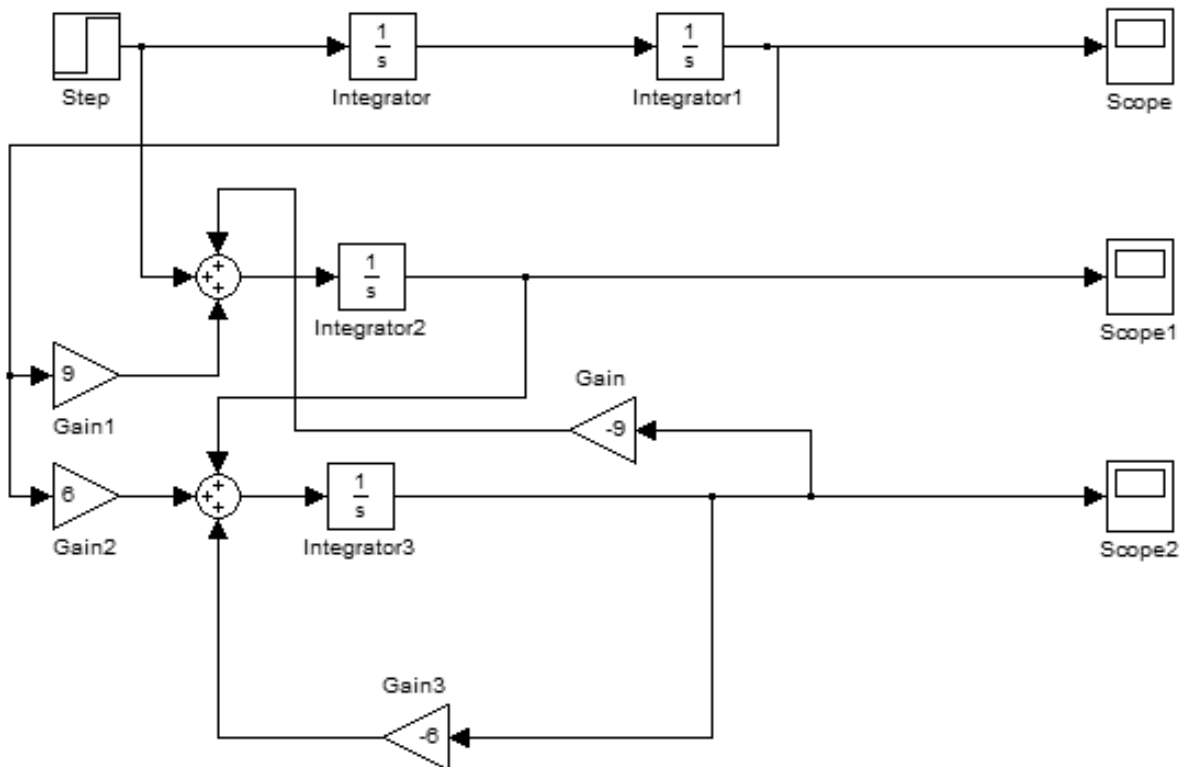 1
s
1
s
Step
Integrator
Integrator1
Scope
+
+
+
1
s
Integrator2
Scope1
9
Gain
Gain1
-9
6
+
+
+
1
s
Gain2
Integrator3
Scope2
Gain3
-6